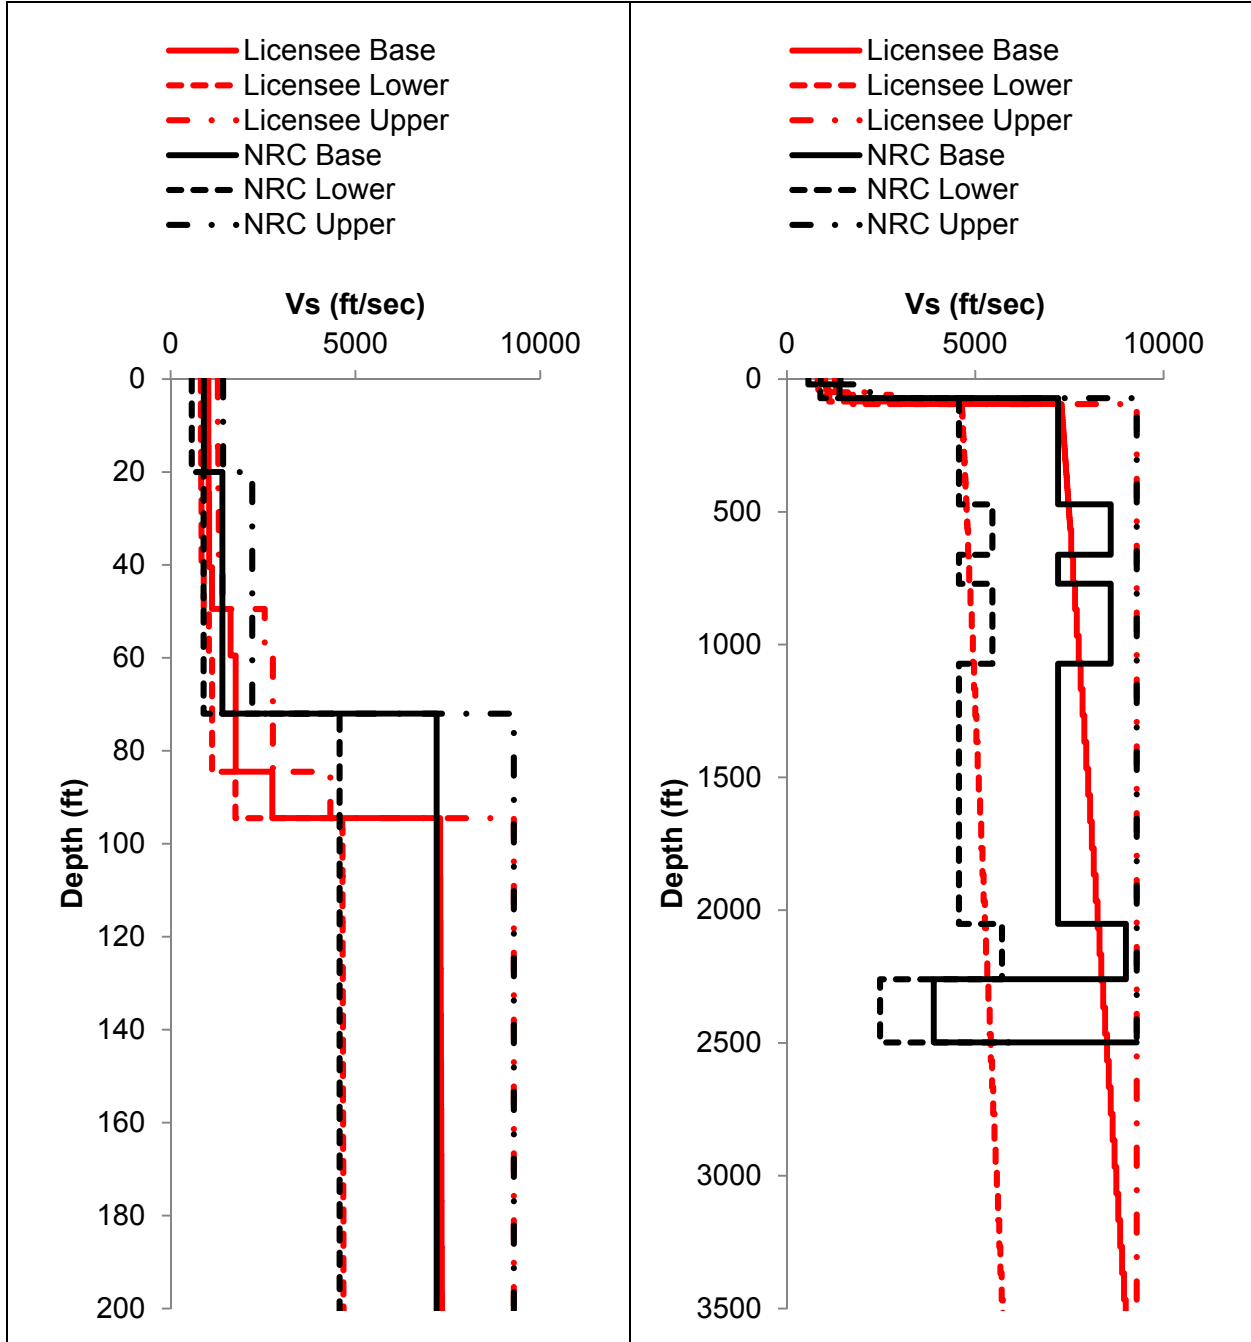 Licensee Base
Licensee Lower
Licensee Upper
NRC Base
NRC Lower
NRC Upper
Vs (ft/sec)
0 5000 10000
0
20
40
60
80
100
120
140
160
180
200
Depth (ft)
Licensee Base
Licensee Lower
Licensee Upper
NRC Base
NRC Lower
NRC Upper
Vs (ft/sec)
0 5000 10000
0
500
1000
1500
2000
2500
3000
3500
Depth (ft)